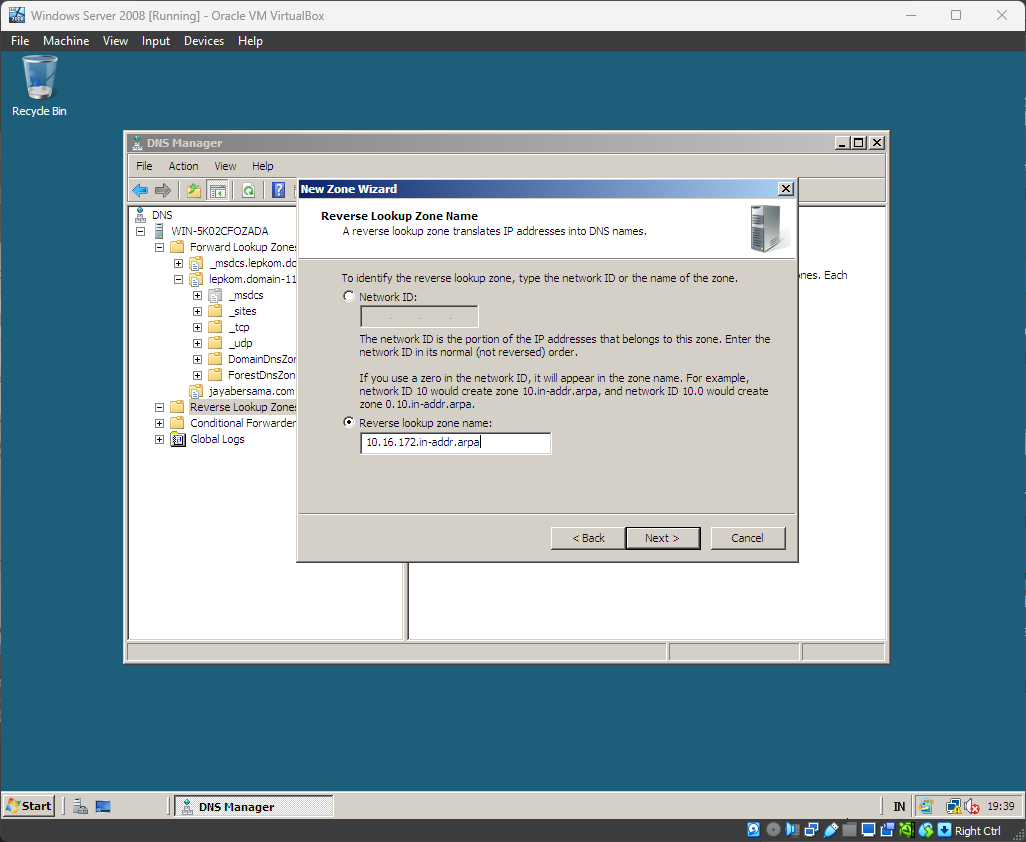 Windows Server 2008 [Running] - Oracle VM VirtualBox
File Machine View Input Devices Help
Recycle Bin
DNS Manager
File Action View Help
New Zone Wizard
Reverse Lookup Zone Name
A reverse lookup zone translates IP addresses into DNS names.
DNS
WIN-5K02CFOZADA
Forward Lookup Zones
_msdcs.lepkom.do
lepkom.domain-11
_msdcs
_sites
_tcp
_udp
DomainDnsZon
ForestDnsZon
jayabersama.com
Reverse Lookup Zones
Conditional Forwarder
Global Logs
ones. Each
To identify the reverse lookup zone, type the network ID or the name of the zone.
Network ID:
. . .
The network ID is the portion of the IP addresses that belongs to this zone. Enter the
network ID in its normal (not reversed) order.
If you use a zero in the network ID, it will appear in the zone name. For example,
network ID 10 would create zone 10.in-addr.arpa, and network ID 10.0 would create
zone 0.10.in-addr.arpa.
Reverse lookup zone name:
10.16.172.in-addr.arpa
< Back Next > Cancel
Start DNS Manager IN 19:39
Right Ctrl